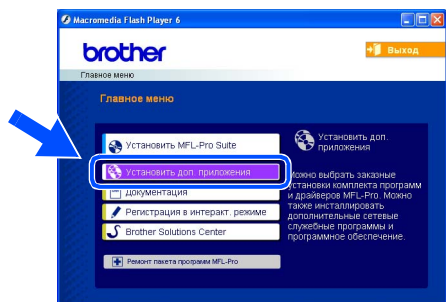 Macromedia Flash Player 6
brother
Выход
Главное меню
Главное меню
Установить MFL-Pro Suite
Установить доп. приложения
Документация
Регистрация в интеракт. режиме
Brother Solutions Center
Ремонт пакета программ MFL-Pro
Установить доп.
приложения
Можно выбрать заказные
установки комплекта программ
и драйверов MFL-Pro. Можно
также инсталлировать
дополнительные сетевые
служебные программы и
программное обеспечение.